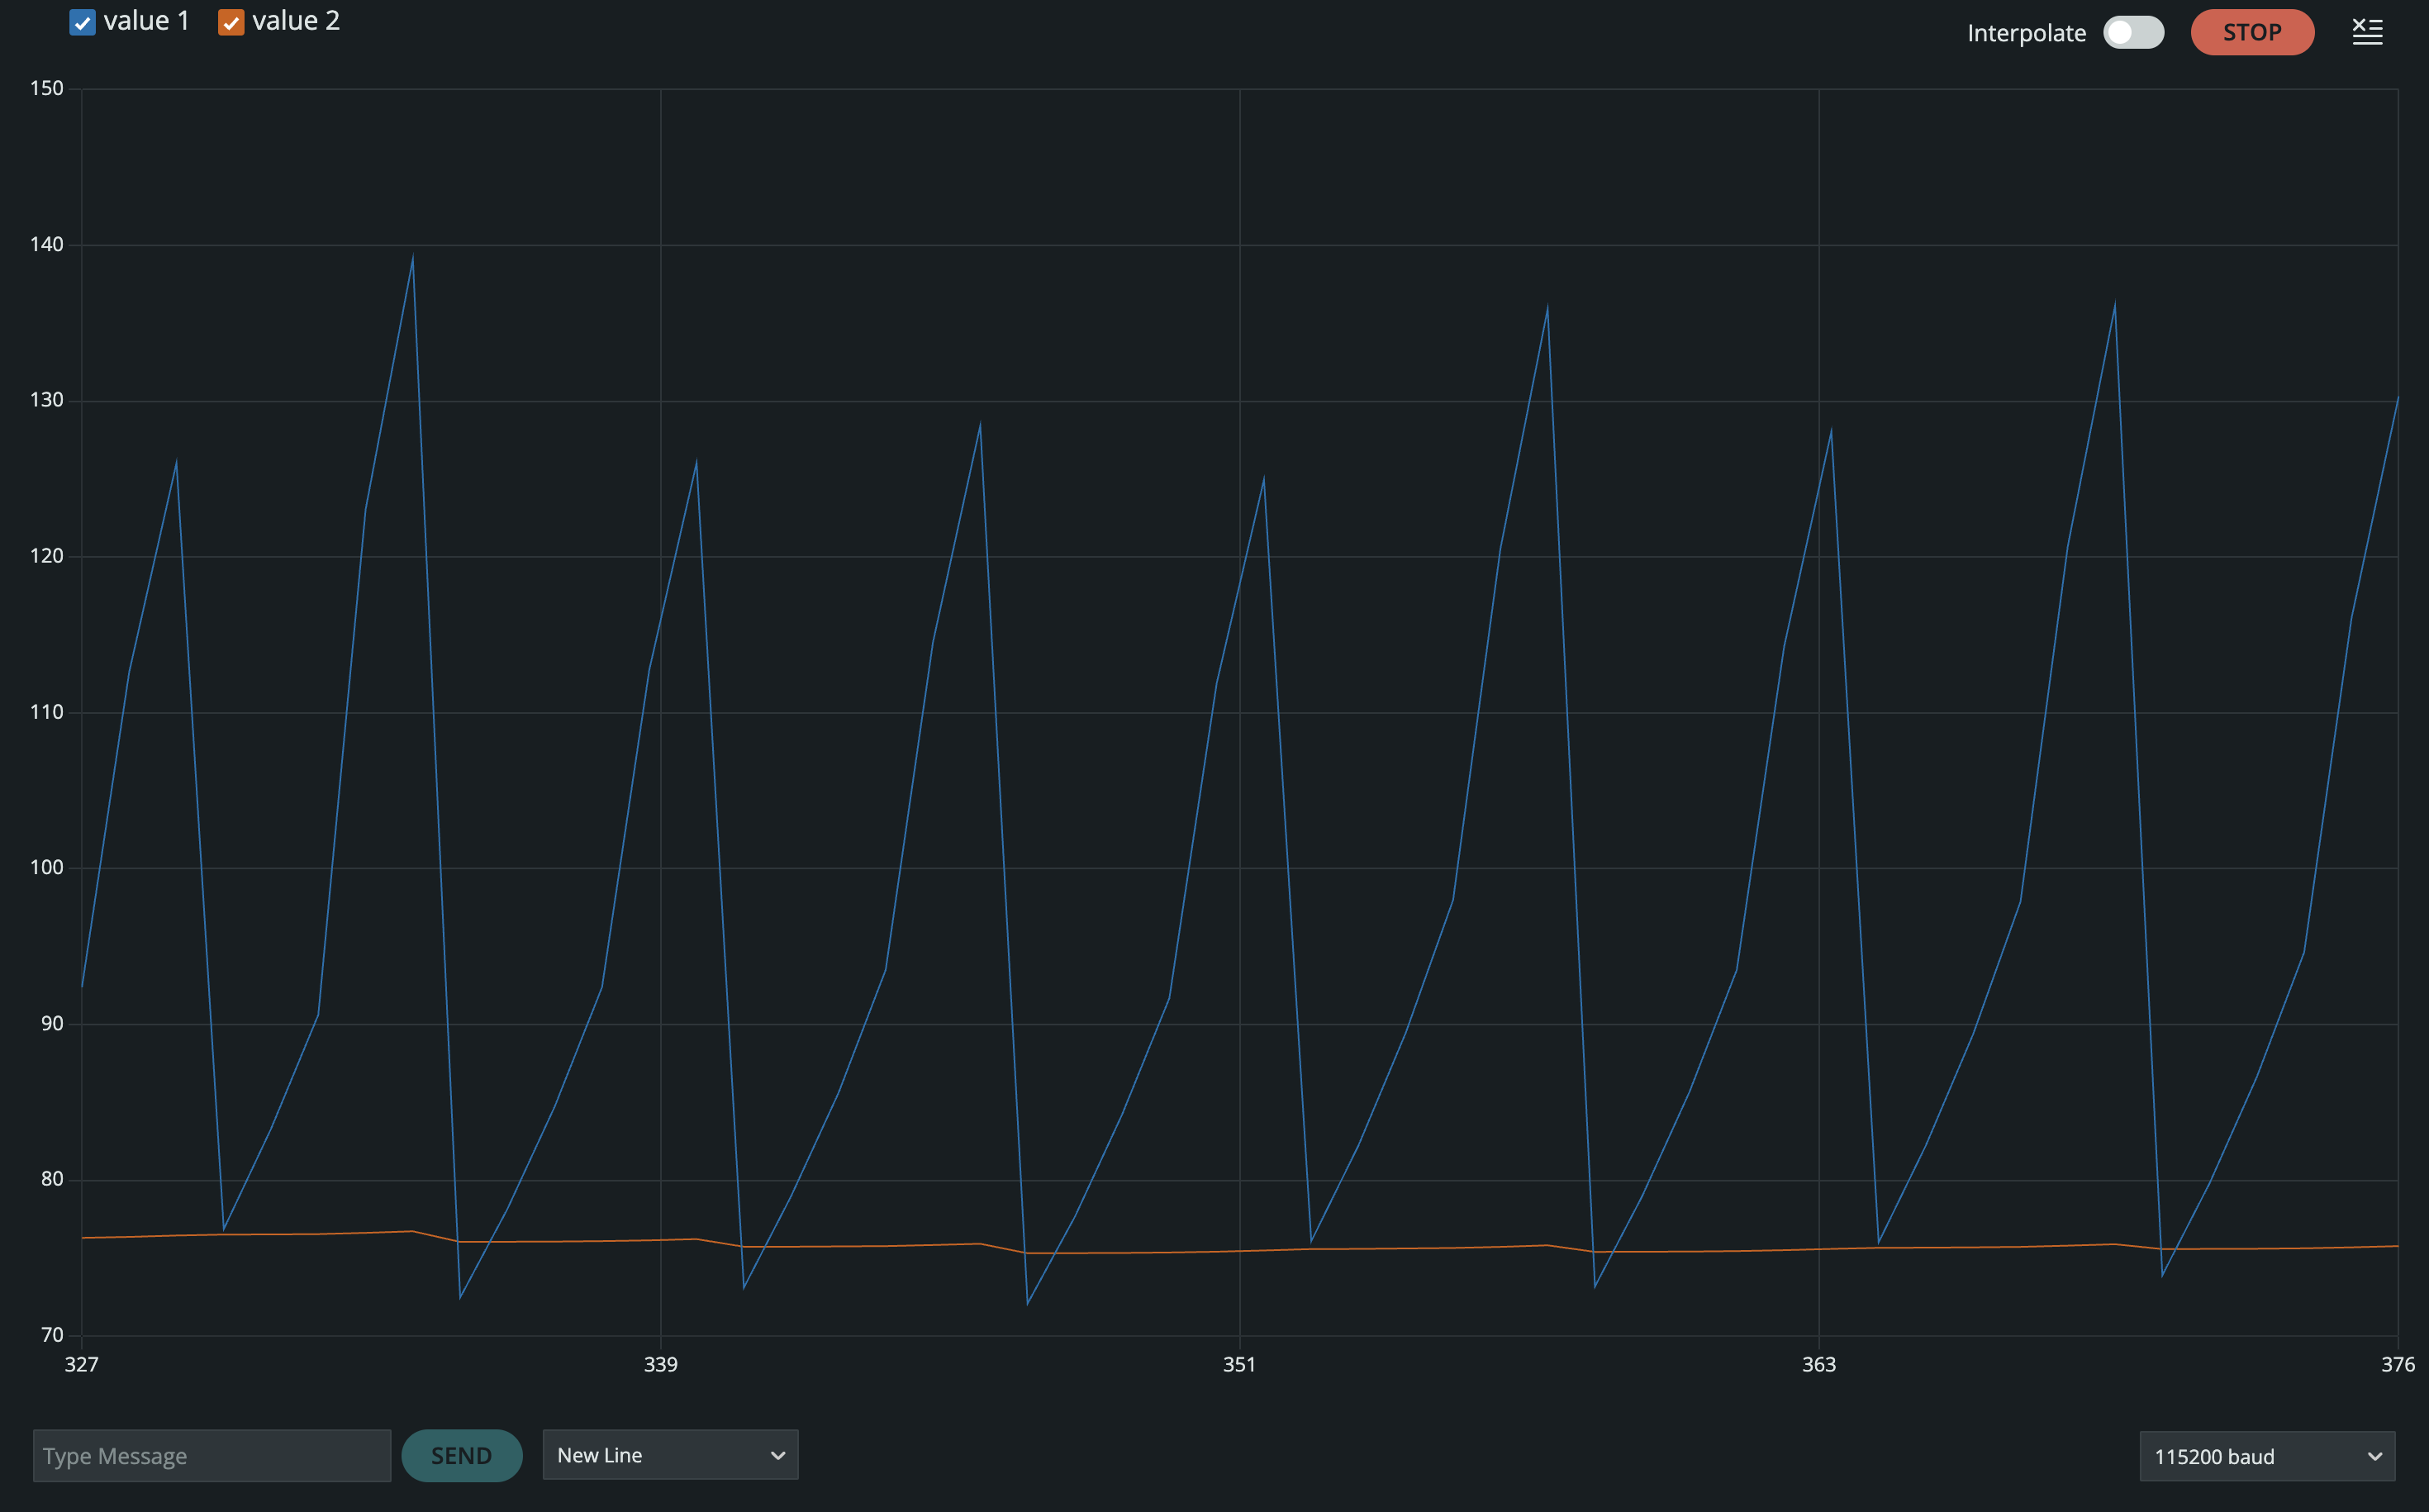 value 1 value 2
Interpolate STOP
150
140
130
120
110
100
90
80
70
327 339 351 363 376
Type Message SEND New Line 115200 baud